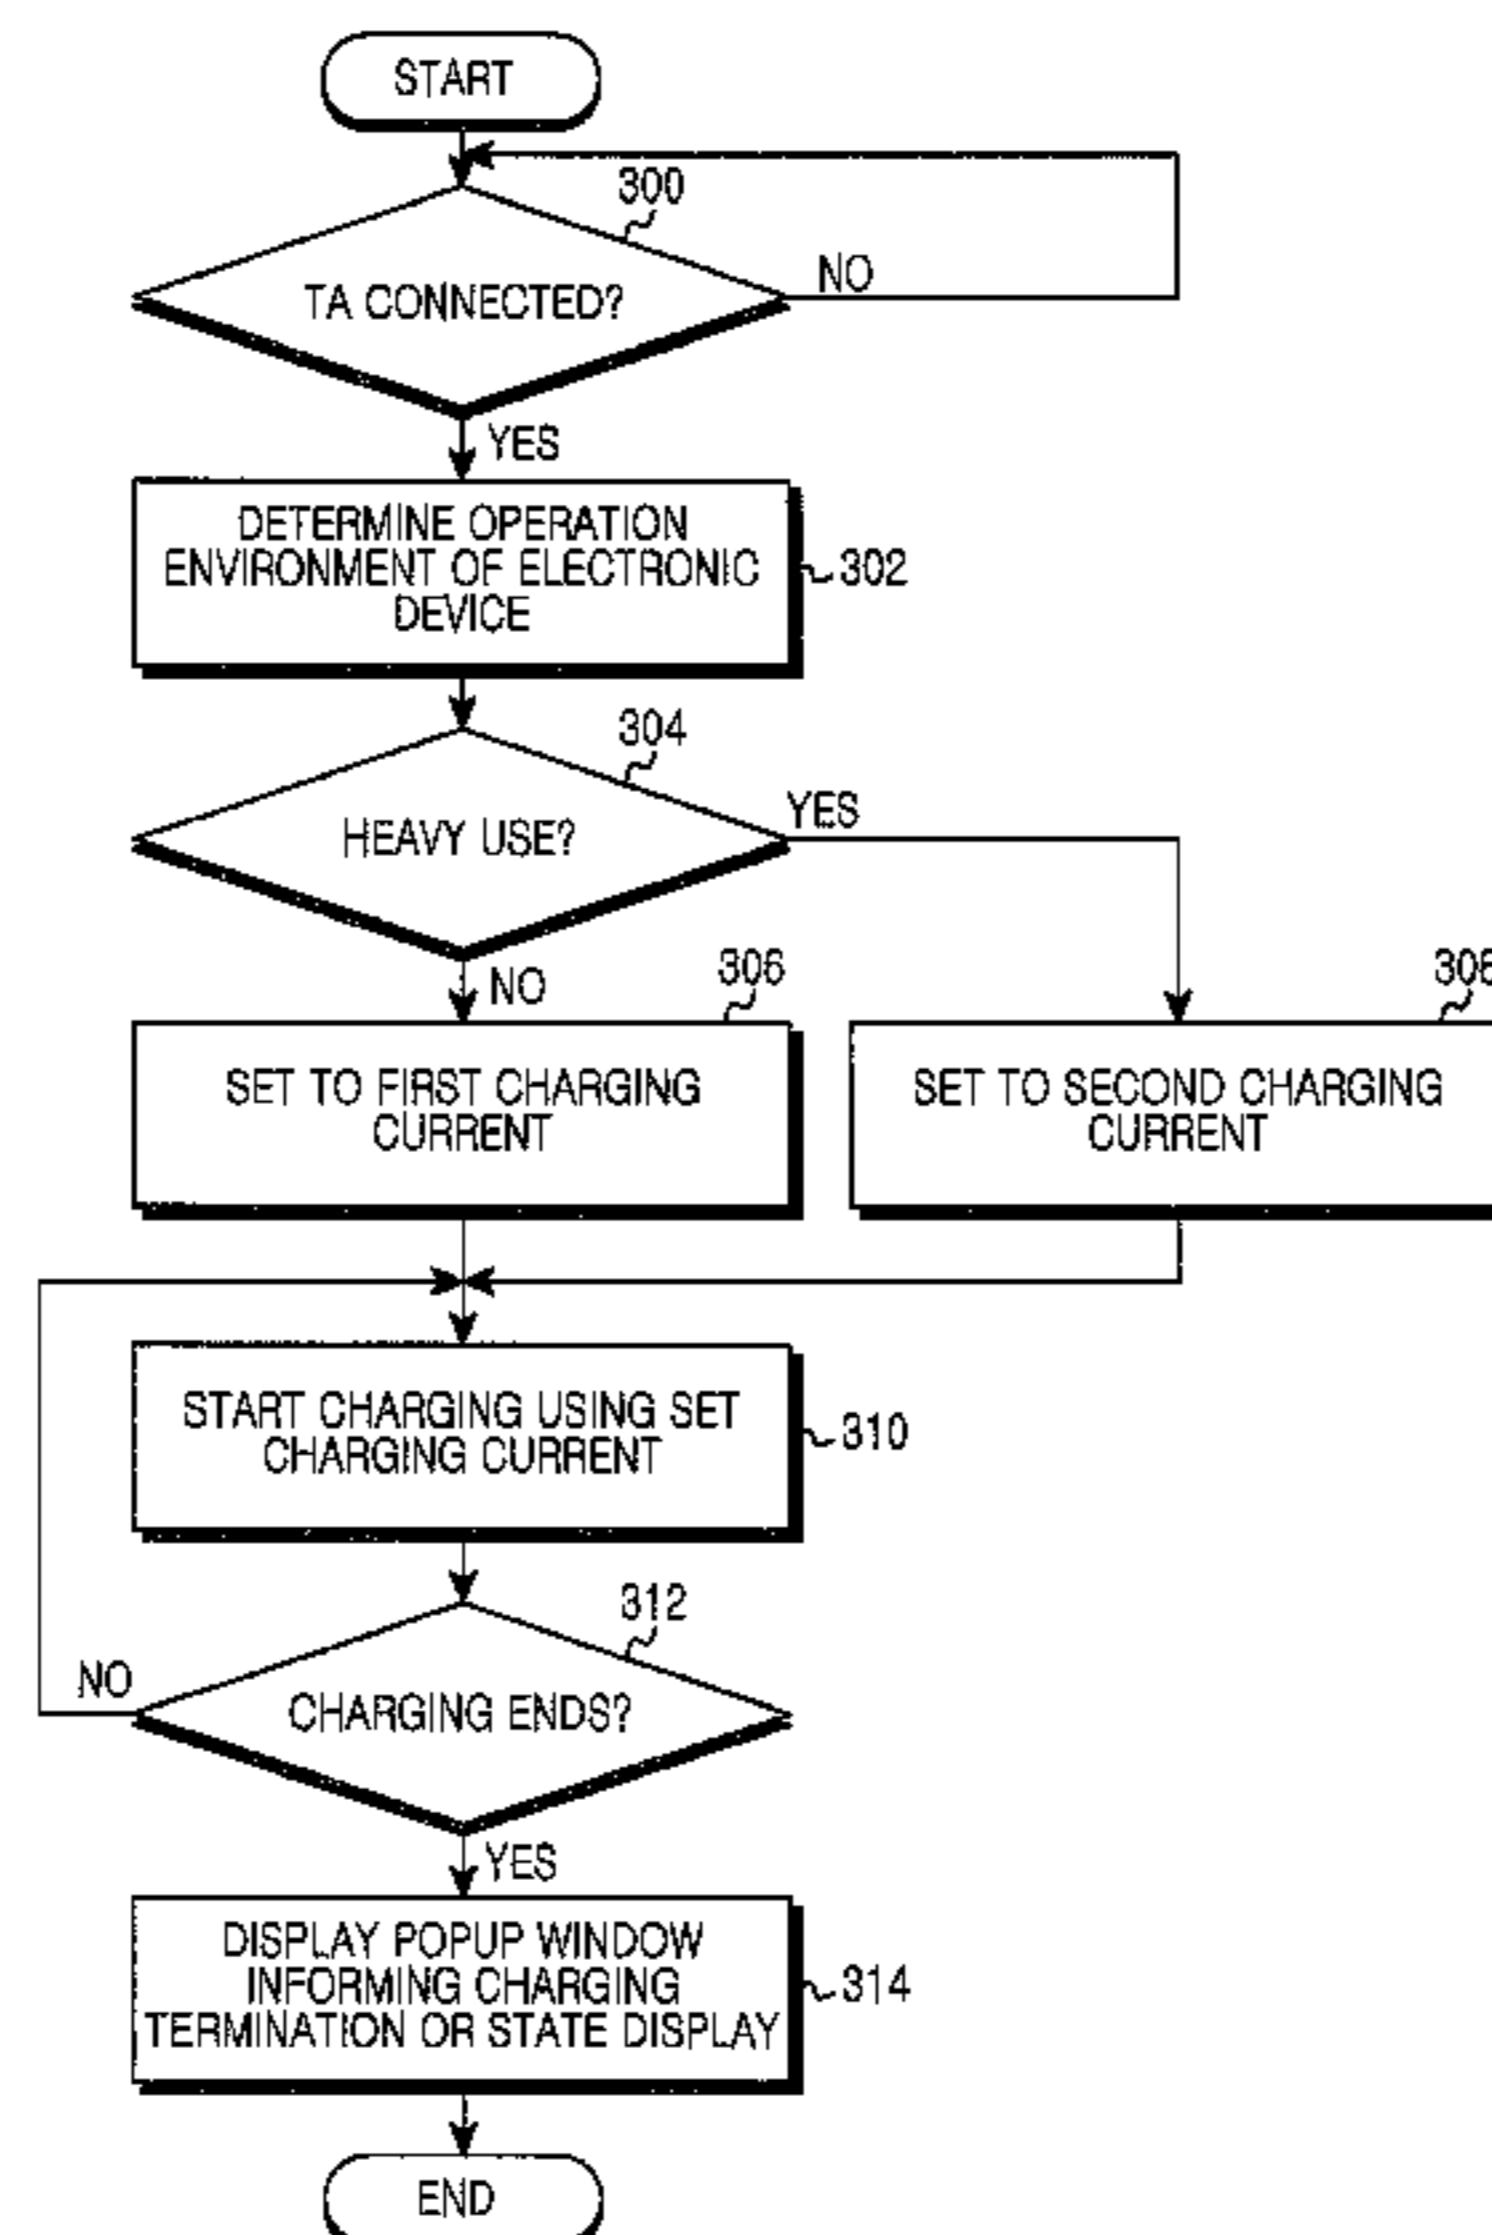 START
300
TA CONNECTED?
NO
YES
DETERMINE OPERATION
ENVIRONMENT OF ELECTRONIC
DEVICE
302
304
HEAVY USE?
YES
NO
306
SET TO FIRST CHARGING
CURRENT
308
SET TO SECOND CHARGING
CURRENT
START CHARGING USING SET
CHARGING CURRENT
310
312
CHARGING ENDS?
NO
YES
DISPLAY POPUP WINDOW
INFORMING CHARGING
TERMINATION OR STATE DISPLAY
314
END